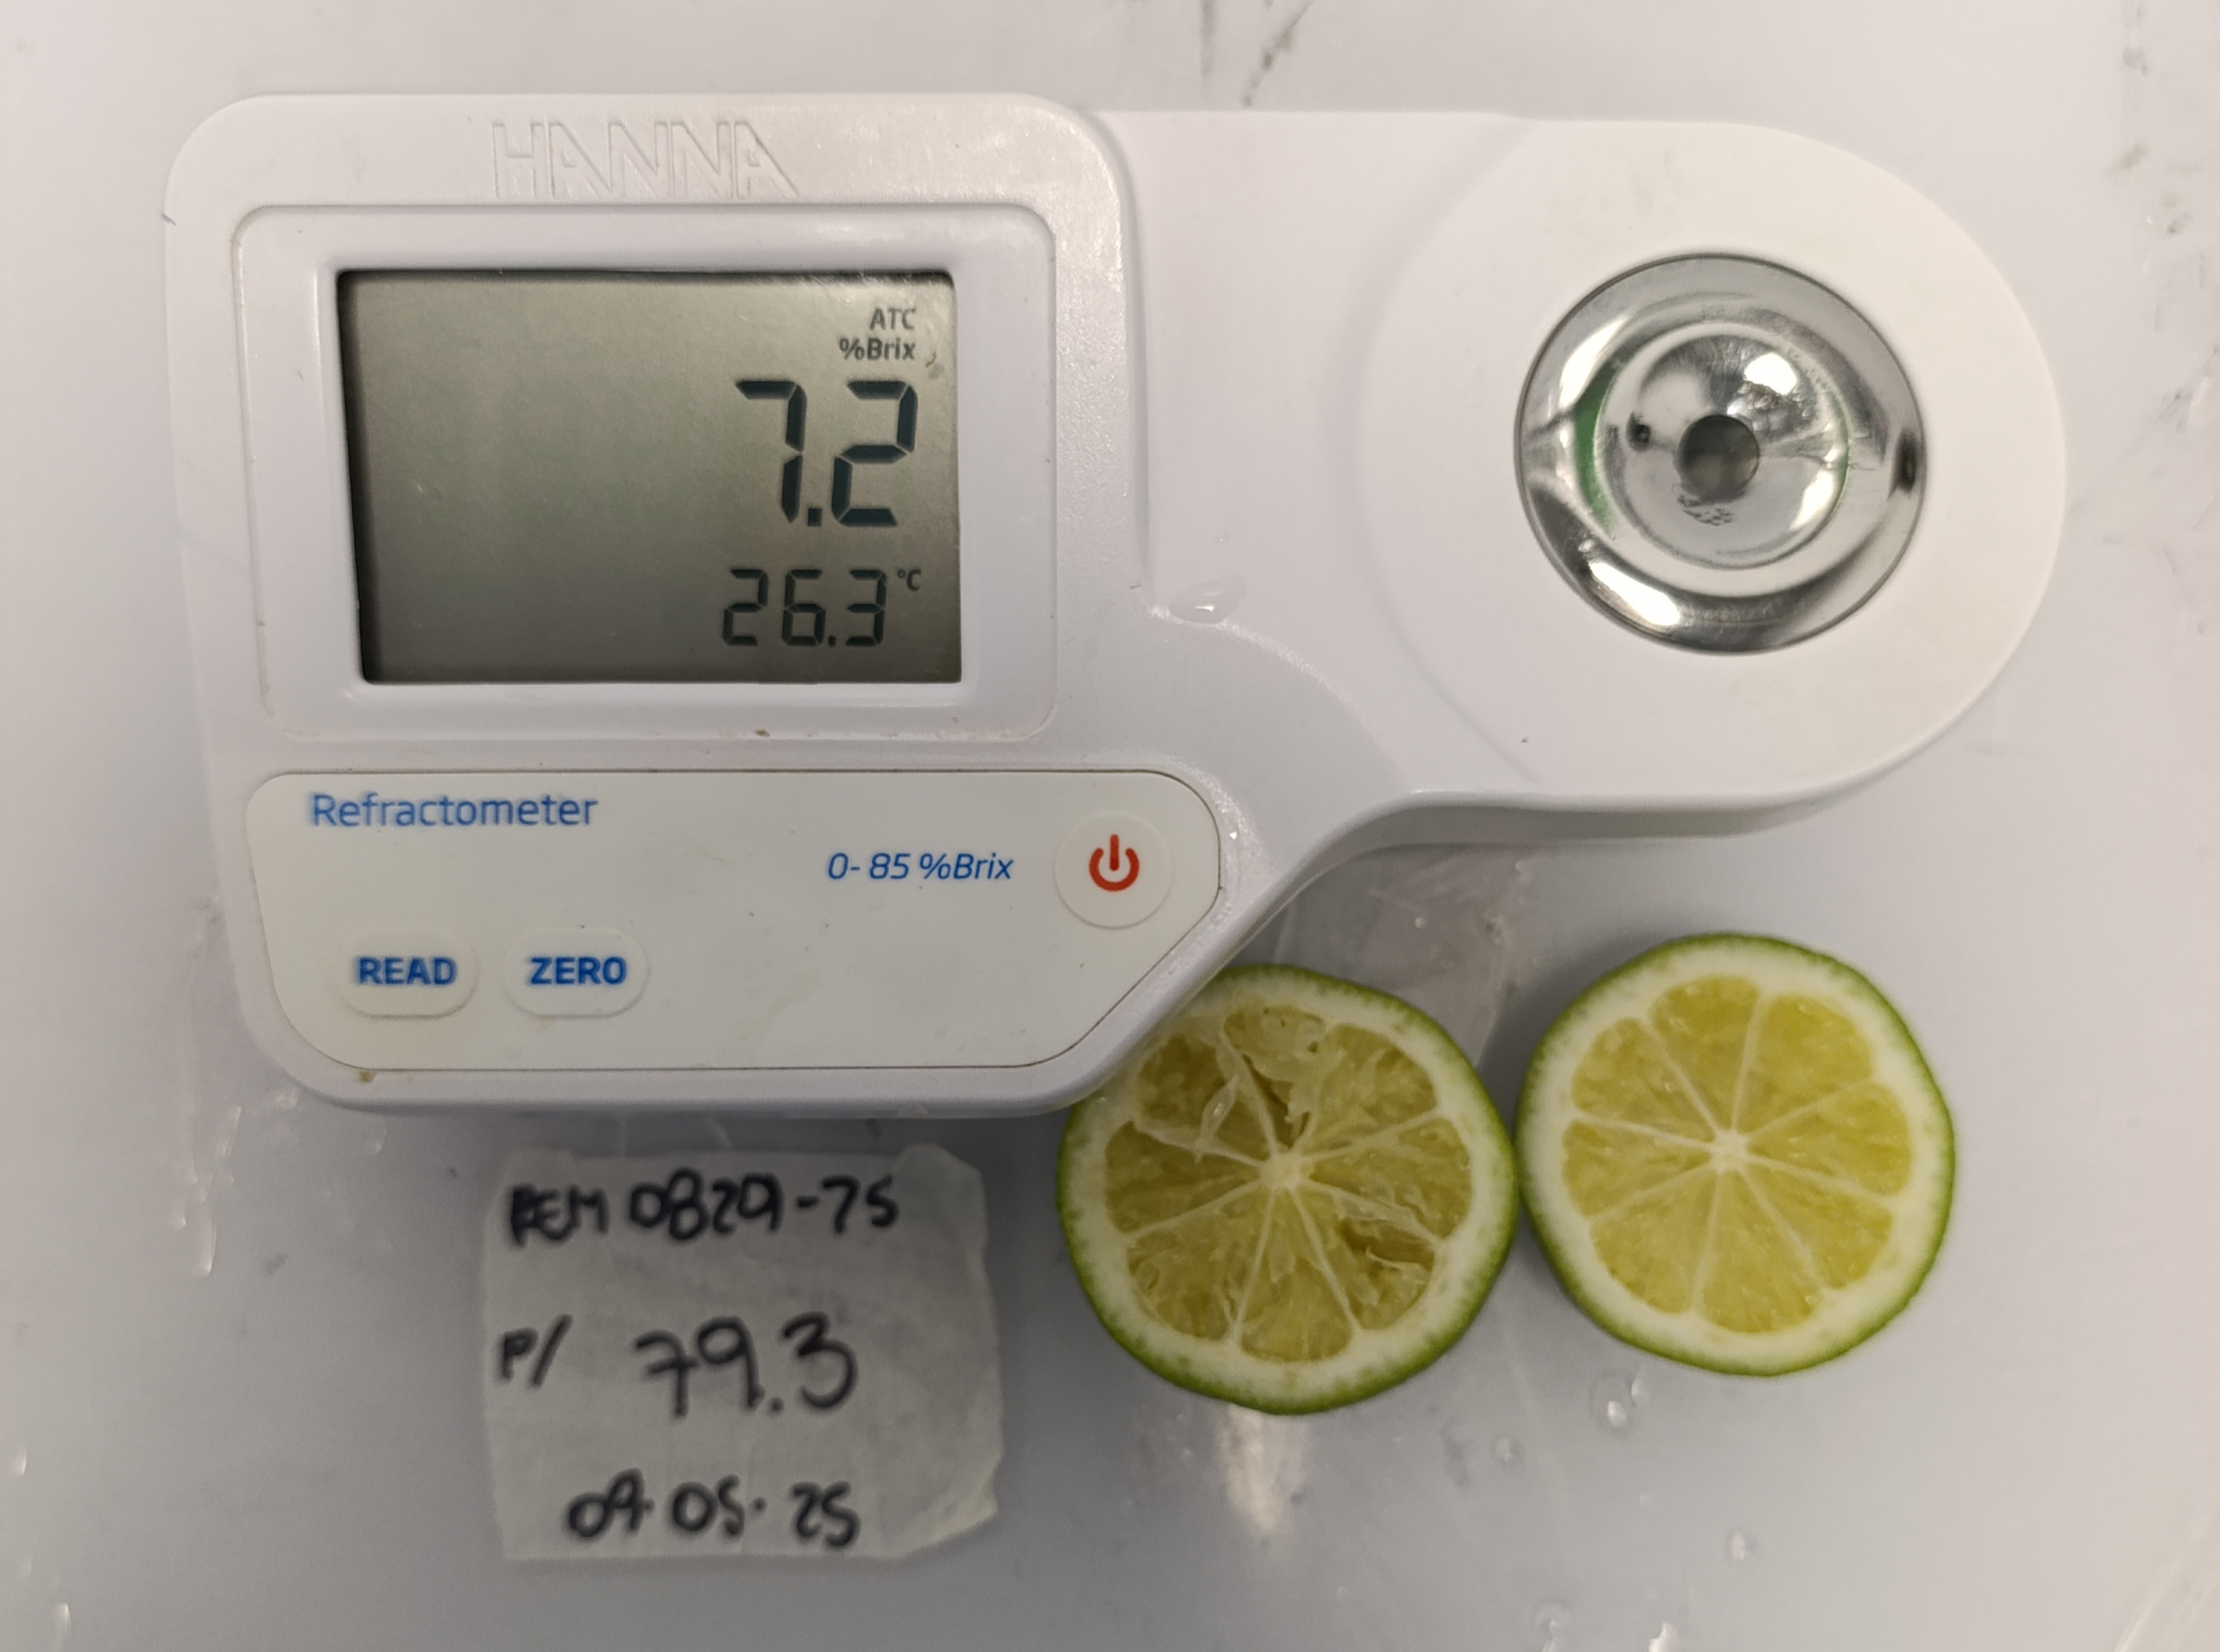 HANNA
ATC
%Brix
7.2
26.3 °C
Refractometer
0-85 %Brix
READ ZERO
REM 0829-25
P/ 79.3
09.05.25